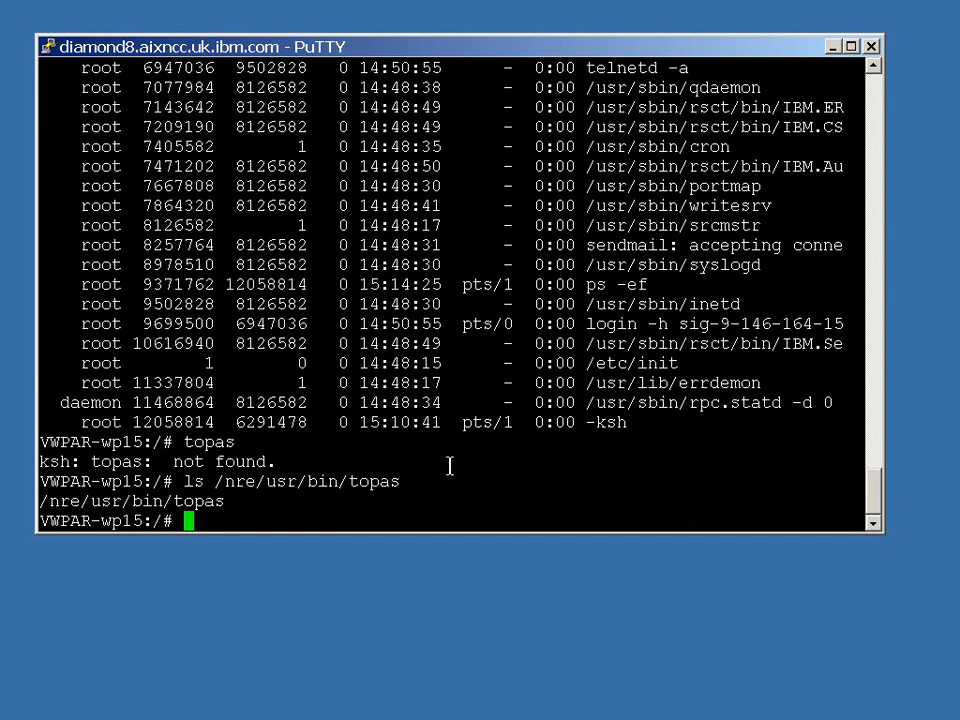 diamond8.aixncc.uk.ibm.com - PuTTY
root 6947036 9502828 0 14:50:55 - 0:00 telnetd -a
root 7077984 8126582 0 14:48:38 - 0:00 /usr/sbin/qdaemon
root 7143642 8126582 0 14:48:49 - 0:00 /usr/sbin/rsct/bin/IBM.ER
root 7209190 8126582 0 14:48:49 - 0:00 /usr/sbin/rsct/bin/IBM.CS
root 7405582 1 0 14:48:35 - 0:00 /usr/sbin/cron
root 7471202 8126582 0 14:48:50 - 0:00 /usr/sbin/rsct/bin/IBM.Au
root 7667808 8126582 0 14:48:30 - 0:00 /usr/sbin/portmap
root 7864320 8126582 0 14:48:41 - 0:00 /usr/sbin/writesrv
root 8126582 1 0 14:48:17 - 0:00 /usr/sbin/srcmstr
root 8257764 8126582 0 14:48:31 - 0:00 sendmail: accepting conne
root 8978510 8126582 0 14:48:30 - 0:00 /usr/sbin/syslogd
root 9371762 12058814 0 15:14:25 pts/1 0:00 ps -ef
root 9502828 8126582 0 14:48:30 - 0:00 /usr/sbin/inetd
root 9699500 6947036 0 14:50:55 pts/0 0:00 login -h sig-9-146-164-15
root 10616940 8126582 0 14:48:49 - 0:00 /usr/sbin/rsct/bin/IBM.Se
root 1 0 0 14:48:15 - 0:00 /etc/init
root 11337804 1 0 14:48:17 - 0:00 /usr/lib/errdemon
daemon 11468864 8126582 0 14:48:34 - 0:00 /usr/sbin/rpc.statd -d 0
root 12058814 6291478 0 15:10:41 pts/1 0:00 -ksh
VWPAR-wp15:/# topas
ksh: topas:  not found.
VWPAR-wp15:/# ls /nre/usr/bin/topas
/nre/usr/bin/topas
VWPAR-wp15:/#